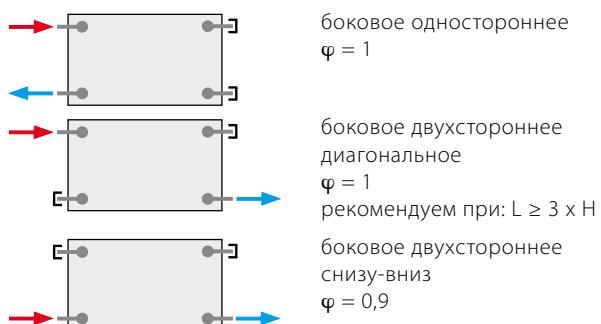 боковое одностороннее
φ = 1
боковое двухстороннее
диагональное
φ = 1
рекомендуем при: L ≥ 3 x H
боковое двухстороннее
снизу-вниз
φ = 0,9